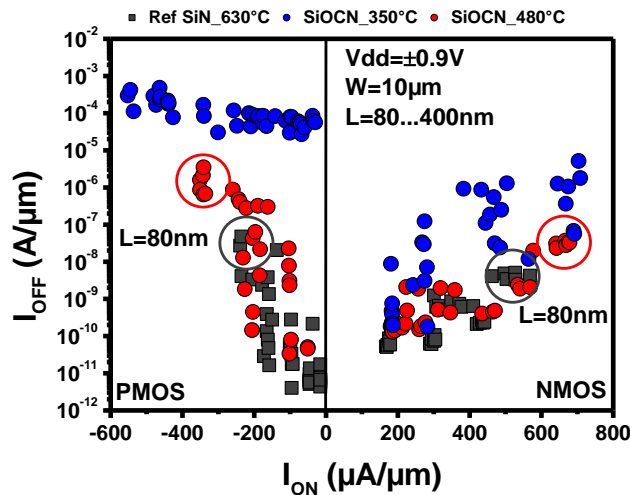 Ref SiN_630°C SiOCN_350°C SiOCN_480°C
10⁻²
10⁻³
10⁻⁴
10⁻⁵
10⁻⁶
10⁻⁷
10⁻⁸
10⁻⁹
10⁻¹⁰
10⁻¹¹
10⁻¹²
I_OFF (A/µm)
Vdd=±0.9V
W=10µm
L=80...400nm
L=80nm
L=80nm
PMOS
NMOS
-600 -400 -200 0 200 400 600 800
I_ON (µA/µm)